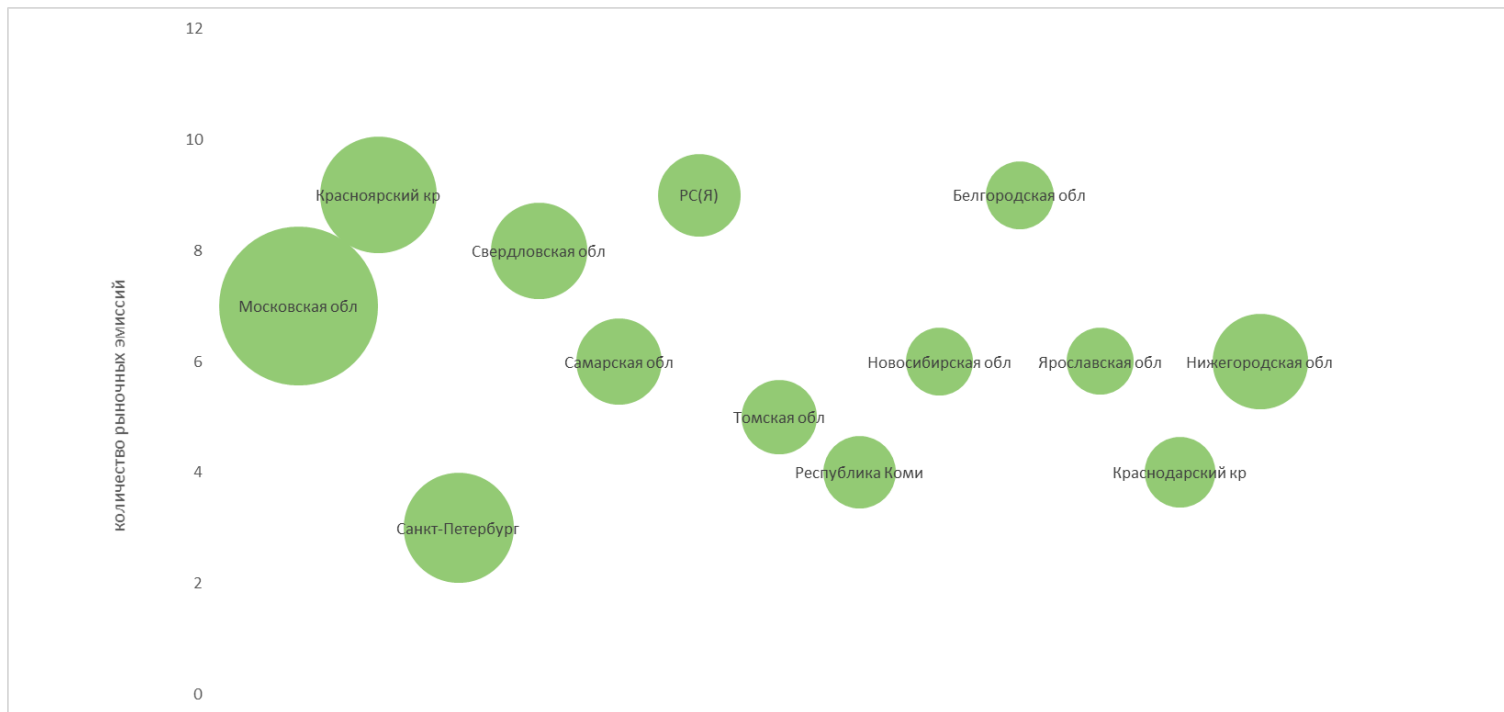 12
10
8
6
4
2
0
количество рыночных эмиссий
Красноярский кр
РС(Я)
Белгородская обл
Свердловская обл
Московская обл
Самарская обл
Новосибирская обл
Ярославская обл
Нижегородская обл
Томская обл
Республика Коми
Краснодарский кр
Санкт-Петербург